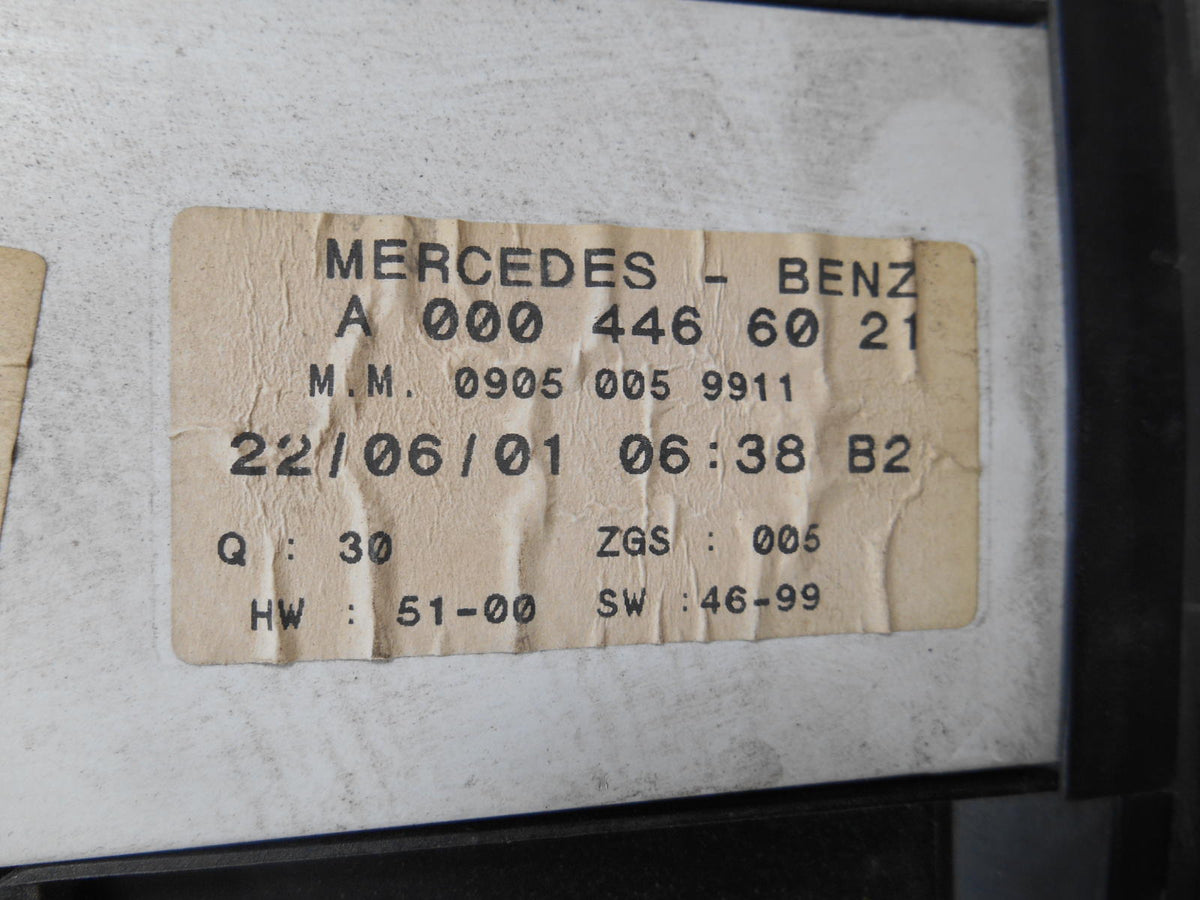 MERCEDES - BENZ
A 000 446 60 21
M.M. 0905 005 9911
22/06/01 06:38 B2
Q : 30 ZGS : 005
HW : 51-00 SW :46-99